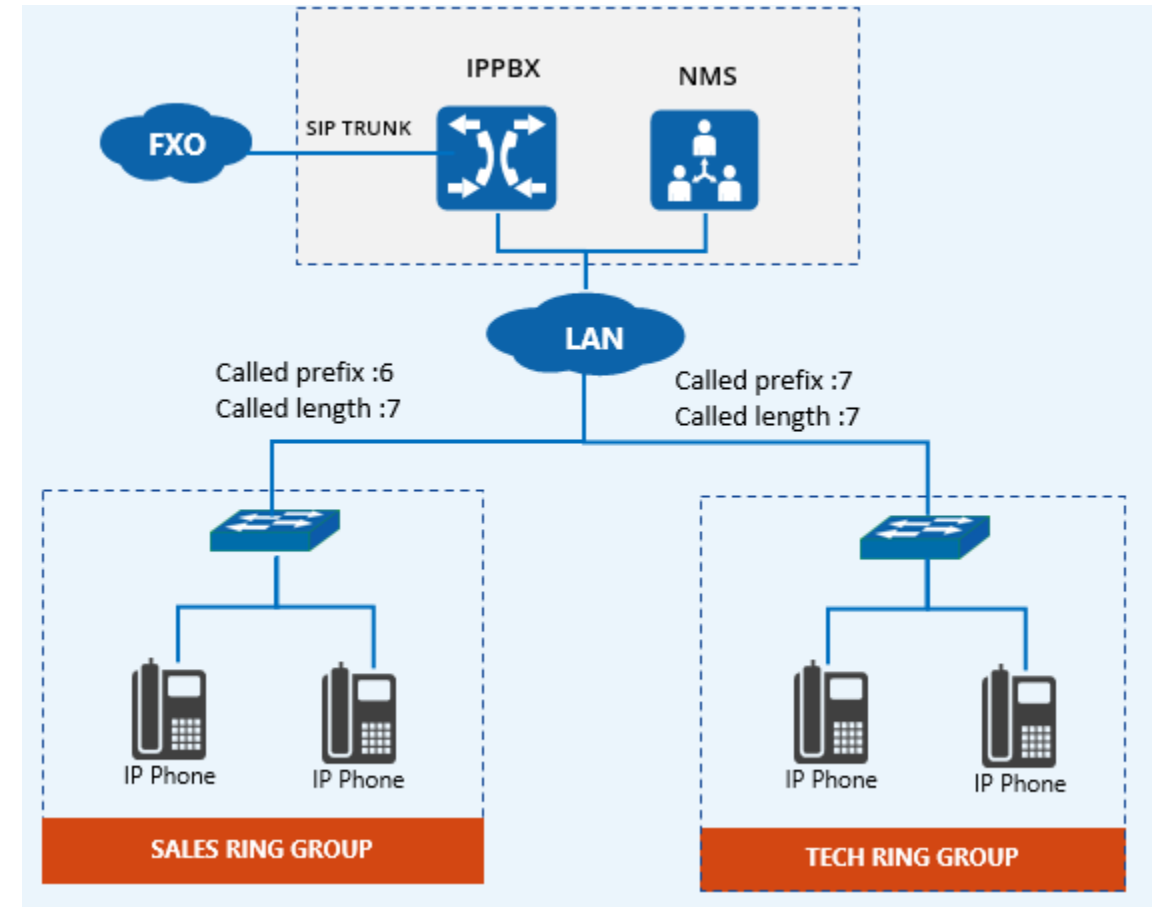 IPPBX
NMS
FXO
SIP TRUNK
LAN
Called prefix :6
Called length :7
Called prefix :7
Called length :7
IP Phone
IP Phone
IP Phone
IP Phone
SALES RING GROUP
TECH RING GROUP